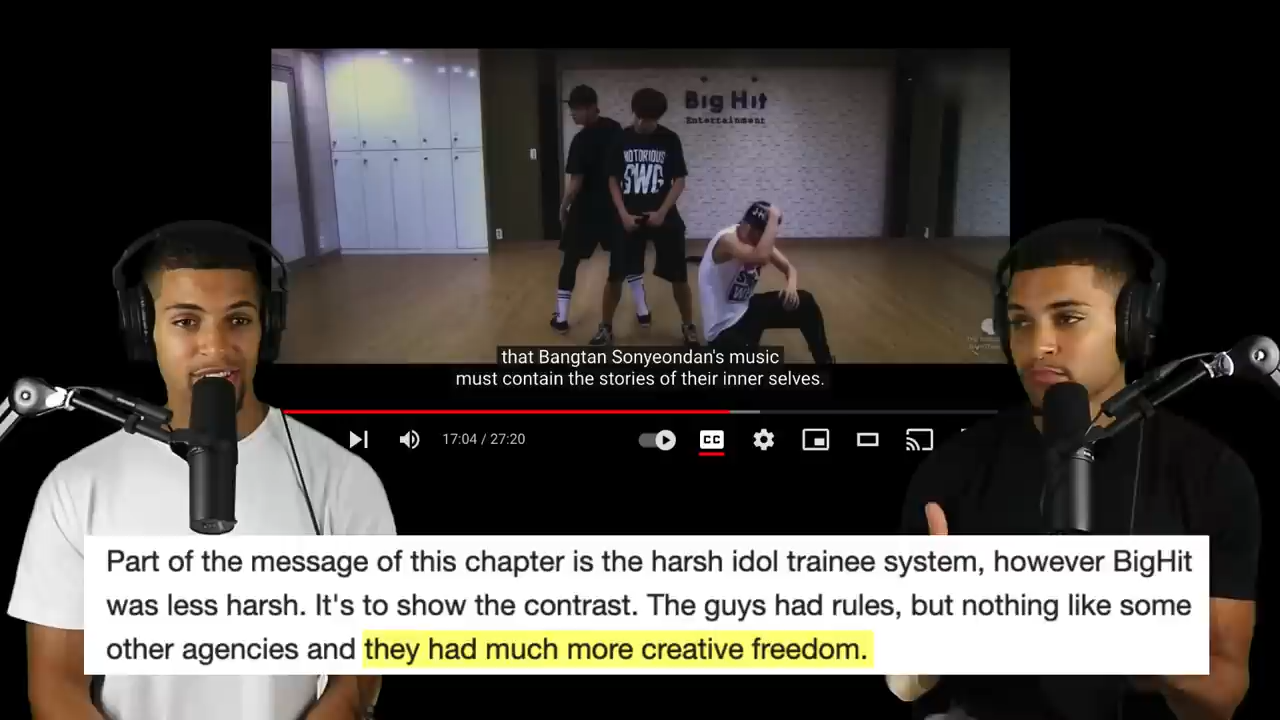 Big Hit
Entertainment
NOTORIOUS
SWG
that Bangtan Sonyeondan's music
must contain the stories of their inner selves.
17:04 / 27:20
CC
Part of the message of this chapter is the harsh idol trainee system, however BigHit
was less harsh. It's to show the contrast. The guys had rules, but nothing like some
other agencies and they had much more creative freedom.